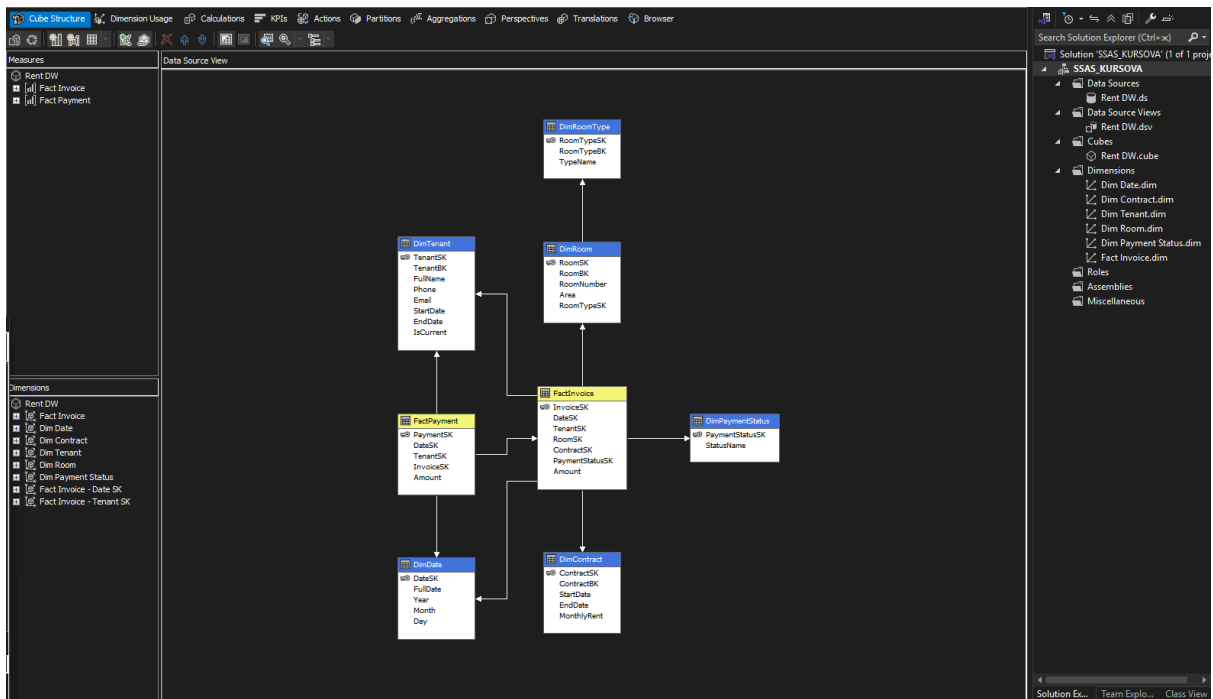 Cube Structure Dimension Usage Calculations KPIs Actions Partitions Aggregations Perspectives Translations Browser
Measures
Rent DW
Fact Invoice
Fact Payment
Dimensions
Rent DW
Fact Invoice
Dim Date
Dim Contract
Dim Tenant
Dim Room
Dim Payment Status
Fact Invoice - Date SK
Fact Invoice - Tenant SK
Data Source View
DimRoomType
RoomTypeSK
RoomTypeBK
TypeName
DimTenant
TenantSK
TenantBK
FullName
Phone
Email
StartDate
EndDate
IsCurrent
DimRoom
RoomSK
RoomBK
RoomNumber
Area
RoomTypeSK
FactPayment
PaymentSK
DateSK
TenantSK
InvoiceSK
Amount
FactInvoice
InvoiceSK
DateSK
TenantSK
RoomSK
ContractSK
PaymentStatusSK
Amount
DimPaymentStatus
PaymentStatusSK
StatusName
DimDate
DateSK
FullDate
Year
Month
Day
DimContract
ContractSK
ContractBK
StartDate
EndDate
MonthlyRent
Search Solution Explorer (Ctrl+ж)
Solution 'SSAS_KURSOVA' (1 of 1 proje
SSAS_KURSOVA
Data Sources
Rent DW.ds
Data Source Views
Rent DW.dsv
Cubes
Rent DW.cube
Dimensions
Dim Date.dim
Dim Contract.dim
Dim Tenant.dim
Dim Room.dim
Dim Payment Status.dim
Fact Invoice.dim
Roles
Assemblies
Miscellaneous
Solution Ex... Team Explo... Class View